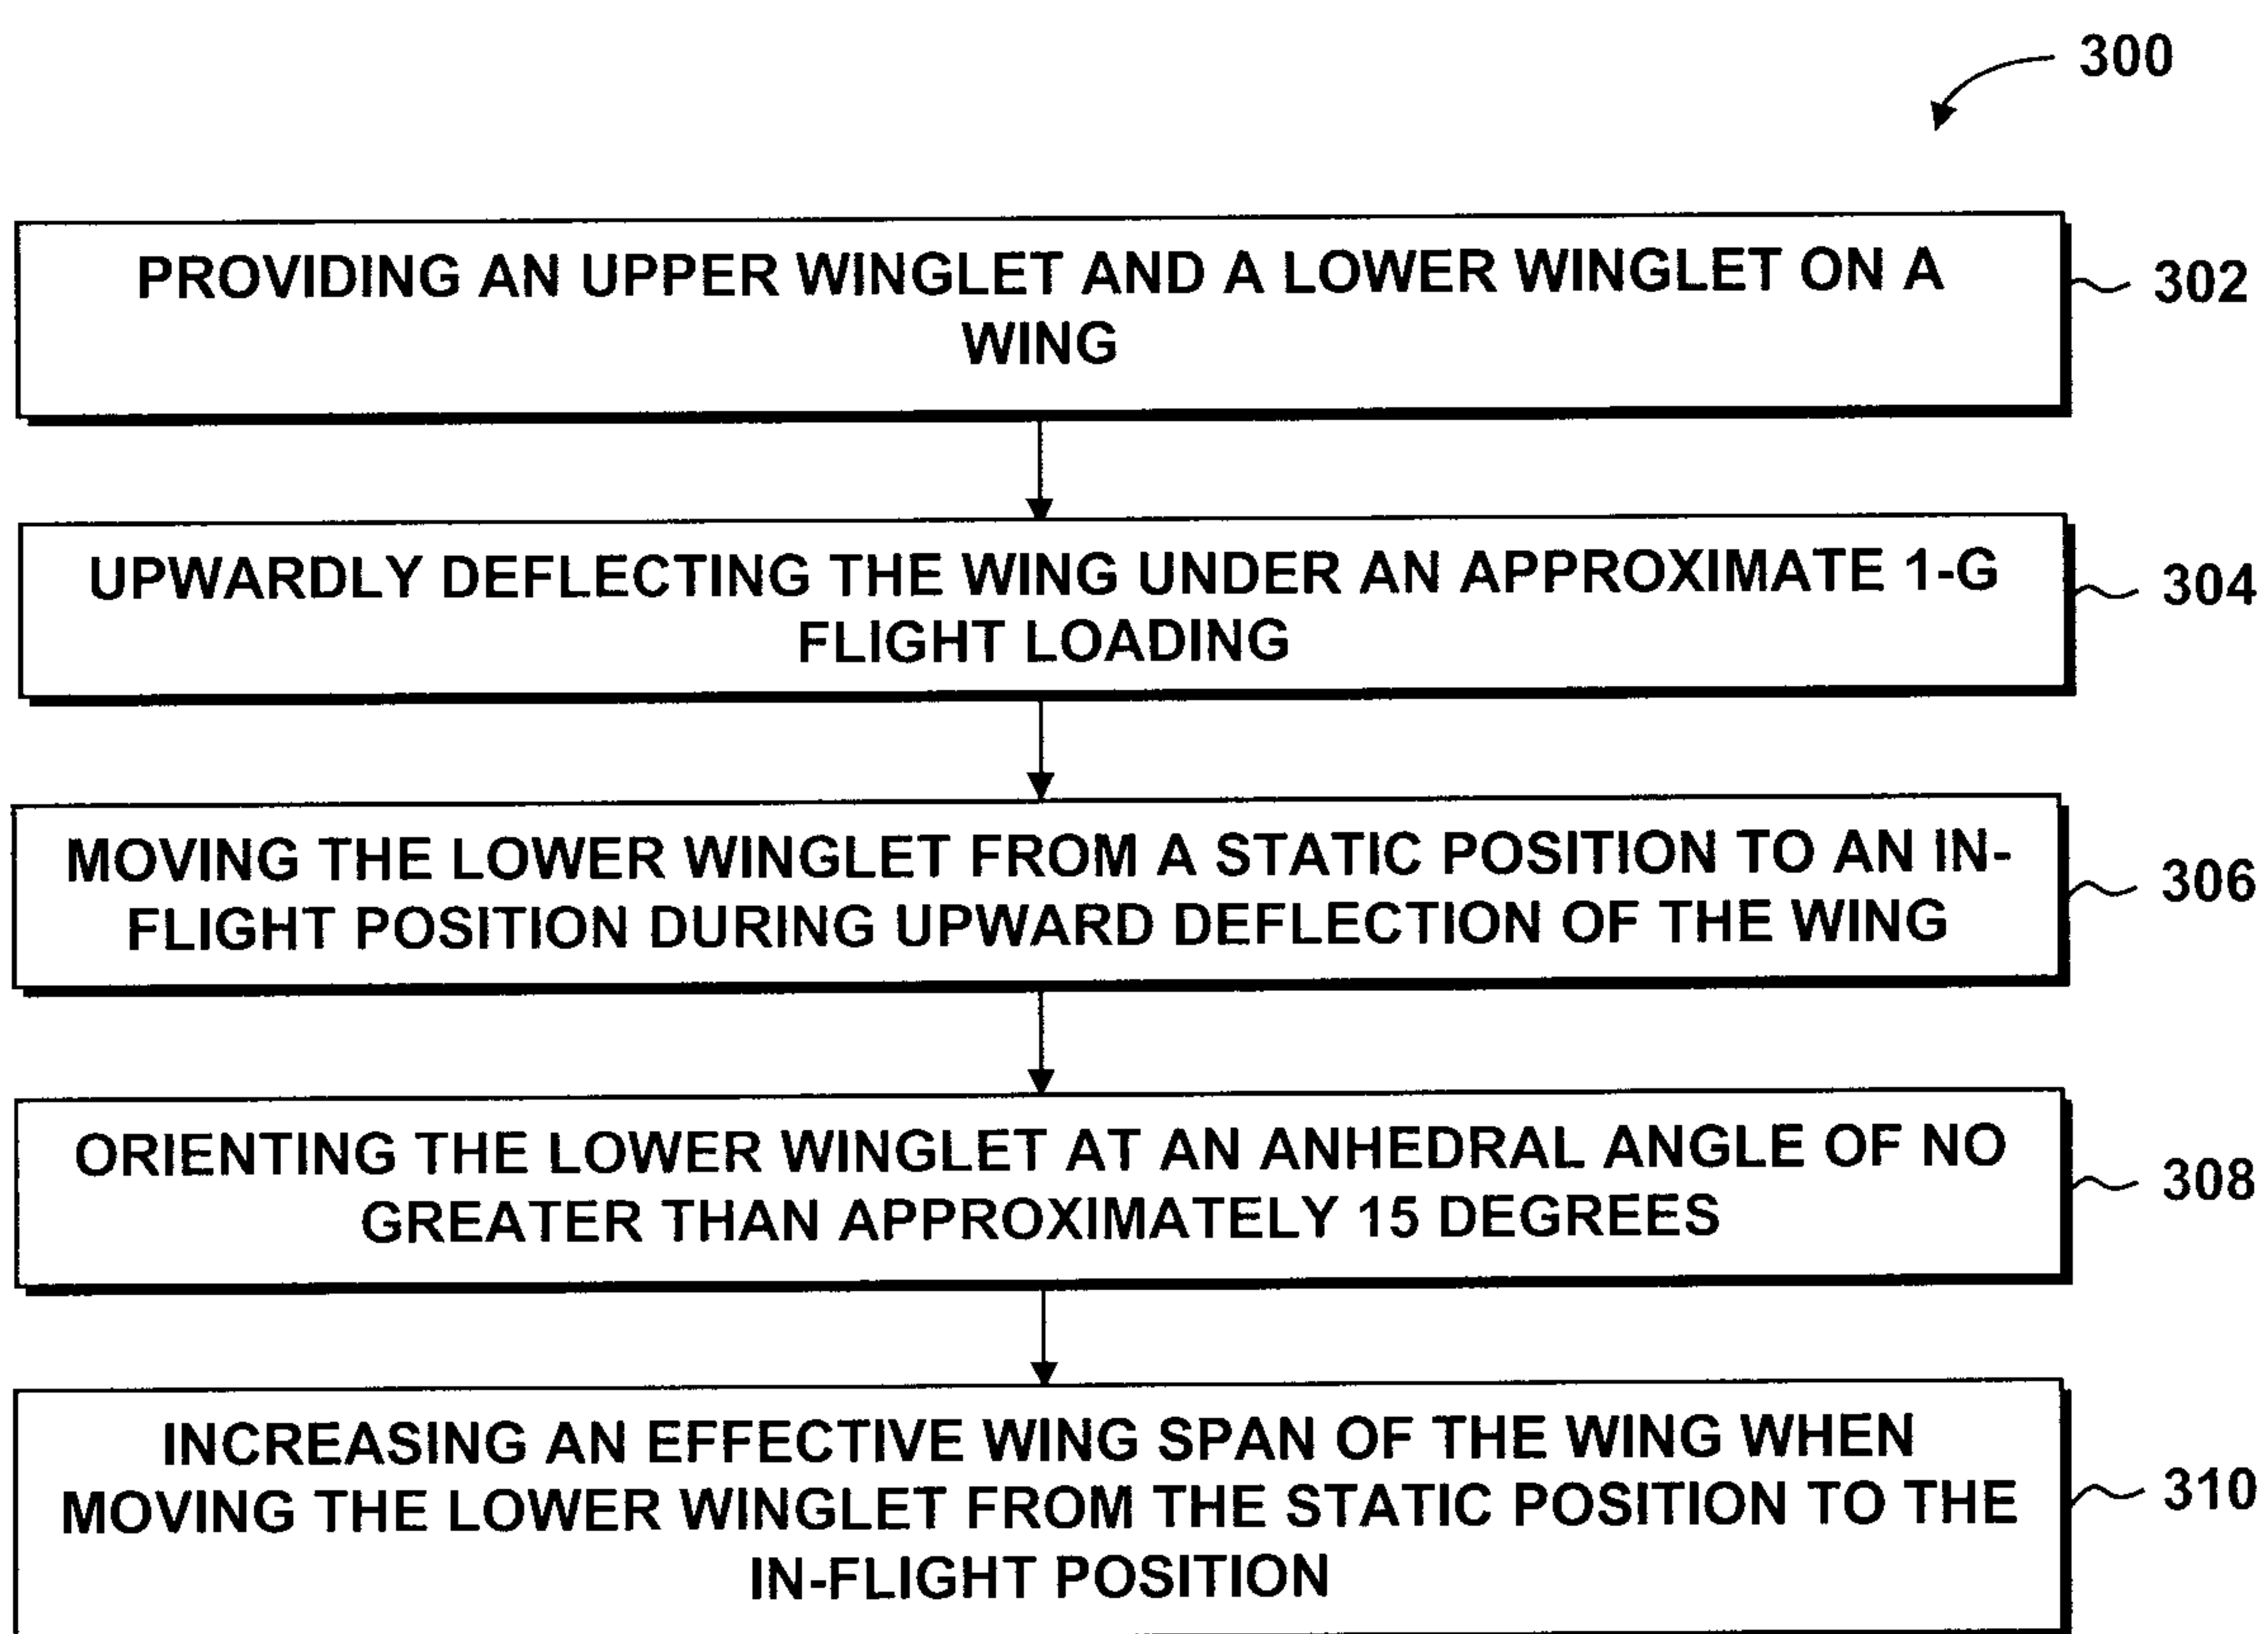 300
PROVIDING AN UPPER WINGLET AND A LOWER WINGLET ON A
WING
302
UPWARDLY DEFLECTING THE WING UNDER AN APPROXIMATE 1-G
FLIGHT LOADING
304
MOVING THE LOWER WINGLET FROM A STATIC POSITION TO AN IN-
FLIGHT POSITION DURING UPWARD DEFLECTION OF THE WING
306
ORIENTING THE LOWER WINGLET AT AN ANHEDRAL ANGLE OF NO
GREATER THAN APPROXIMATELY 15 DEGREES
308
INCREASING AN EFFECTIVE WING SPAN OF THE WING WHEN
MOVING THE LOWER WINGLET FROM THE STATIC POSITION TO THE
IN-FLIGHT POSITION
310